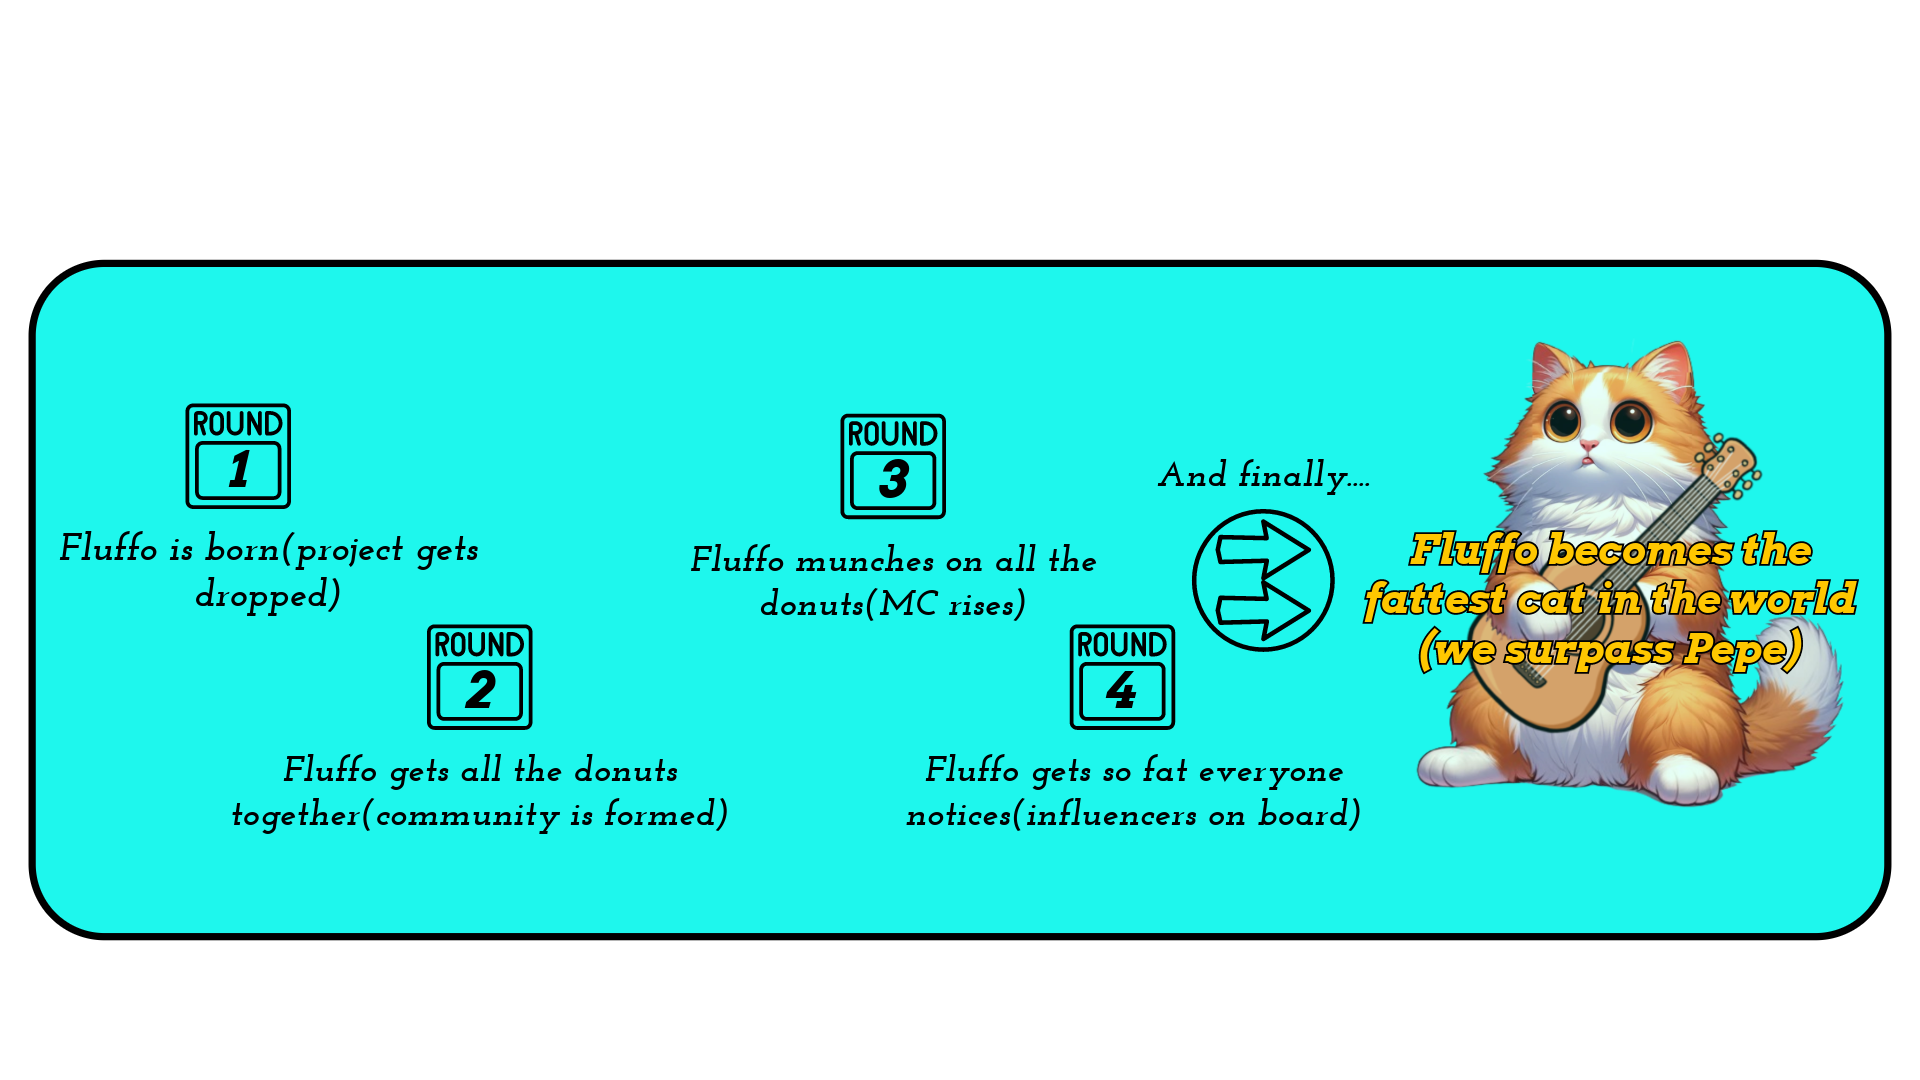 ROUND
1
Fluffo is born(project gets
dropped)
ROUND
2
Fluffo gets all the donuts
together(community is formed)
ROUND
3
Fluffo munches on all the
donuts(MC rises)
ROUND
4
Fluffo gets so fat everyone
notices(influencers on board)
And finally....
Fluffo becomes the
fattest cat in the world
(we surpass Pepe)